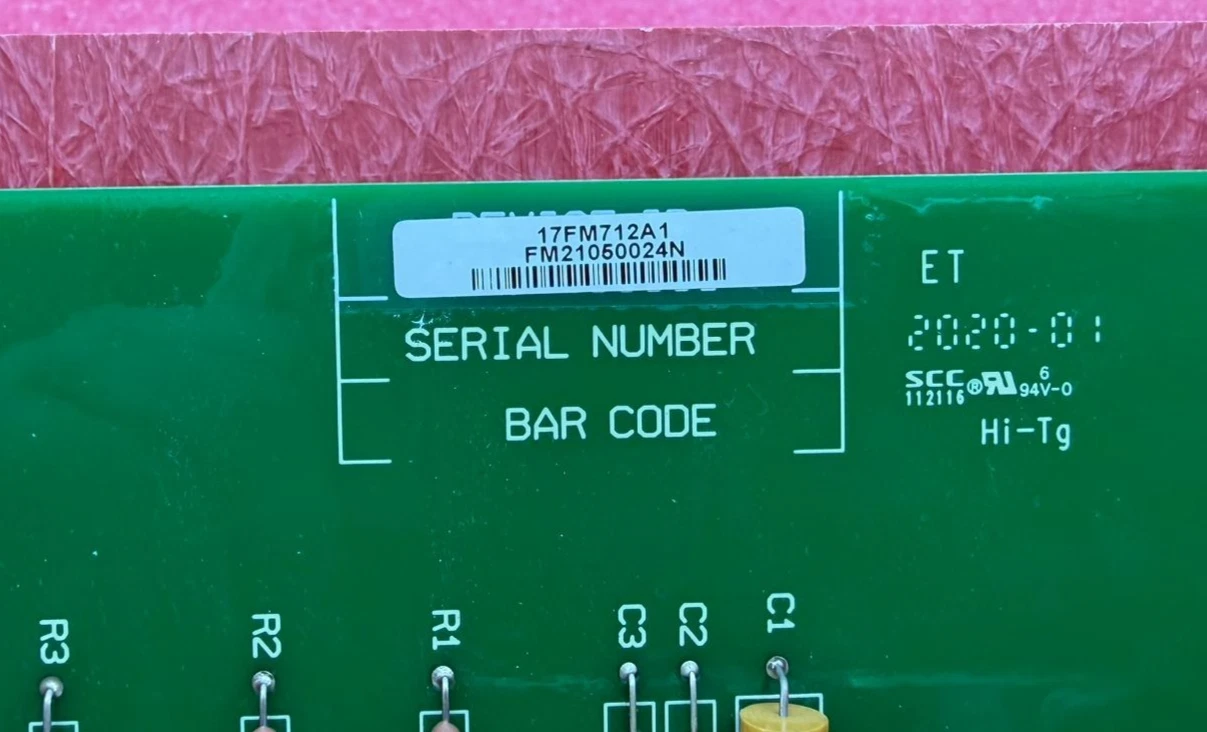 17FM712A1
FM21050024N
SERIAL NUMBER
BAR CODE
ET
2020-01
SCC® 6
112116 94V-0
Hi-Tg
R3
R2
R1
C3
C2
C1